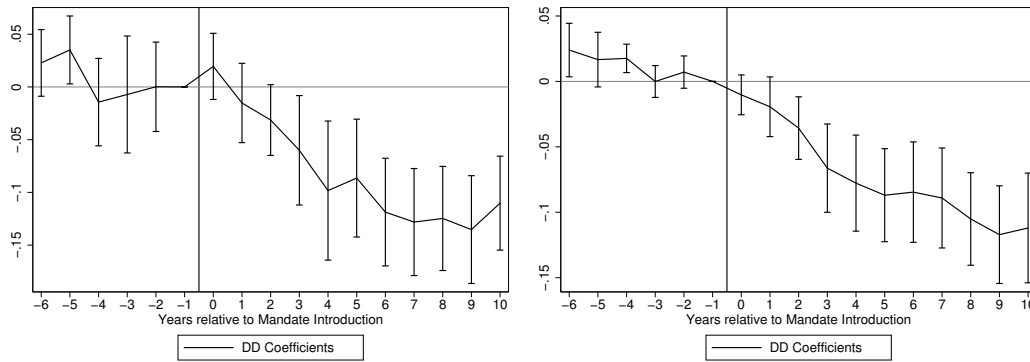 .05
0
-.05
-.1
-.15
-6 -5 -4 -3 -2 -1 0 1 2 3 4 5 6 7 8 9 10
Years relative to Mandate Introduction
DD Coefficients
.05
0
-.05
-.1
-.15
-6 -5 -4 -3 -2 -1 0 1 2 3 4 5 6 7 8 9 10
Years relative to Mandate Introduction
DD Coefficients